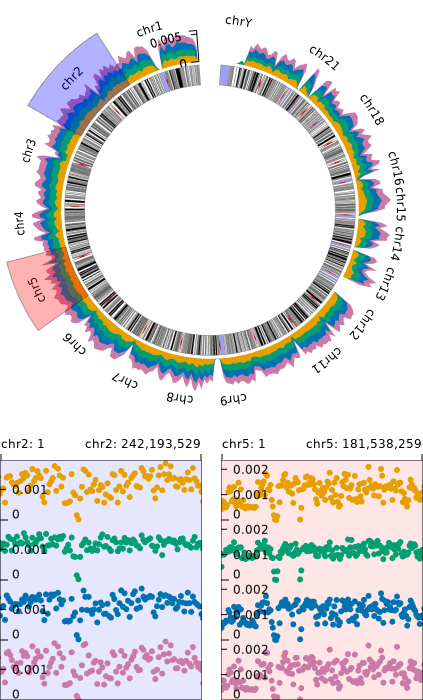 chr1
chrY
0.005
0
chr21
chr2
chr18
chr3
chr16
chr15
chr4
chr14
chr5
chr13
chr12
chr6
chr11
chr7
chr8
chr9
chr2: 1 chr2: 242,193,529 chr5: 1 chr5: 181,538,259
0.002
0.001 0.001
0 0
0.002
0.001 0.001
0 0
0.002
0.001 0.001
0 0
0.002
0.001 0.001
0 0